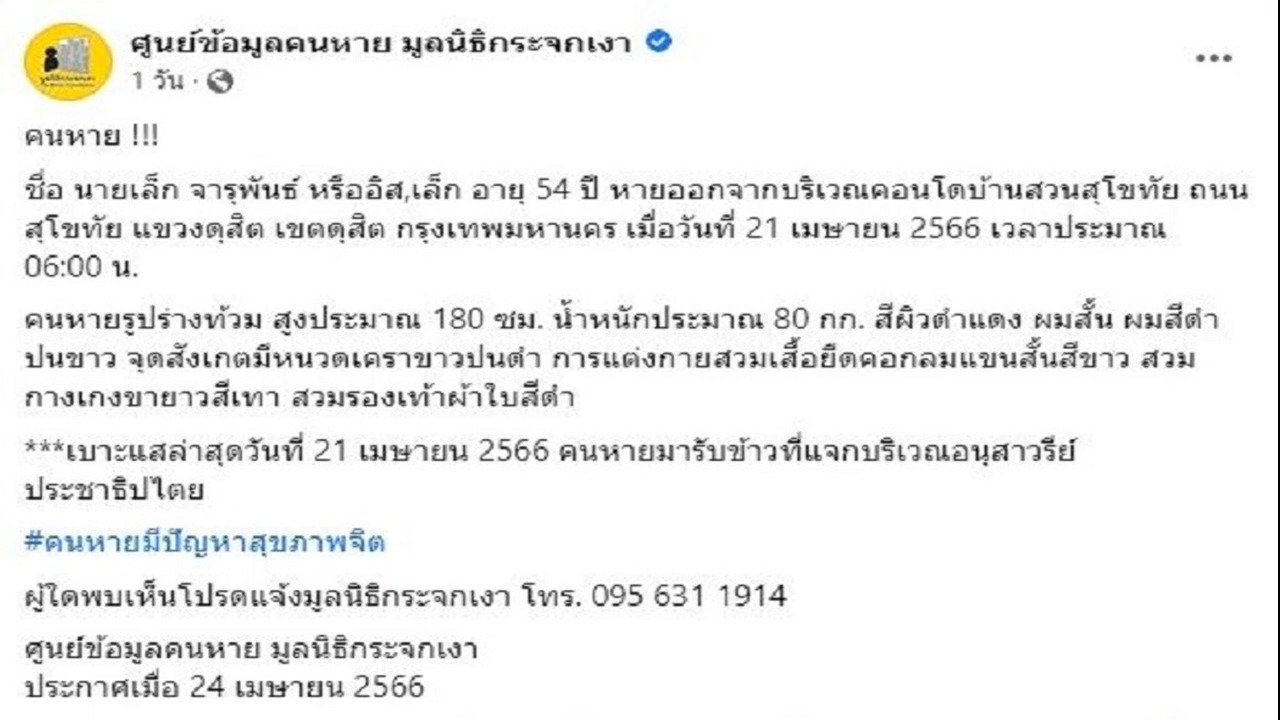 ศูนย์ข้อมูลคนหาย มูลนิธิกระจกเงา
1 วัน ·
คนหาย !!!
ชื่อ นายเล็ก จารุพันธ์ หรืออิส,เล็ก อายุ 54 ปี หายออกจากบริเวณคอนโดบ้านสวนสุโขทัย ถนน
สุโขทัย แขวงดุสิต เขตดุสิต กรุงเทพมหานคร เมื่อวันที่ 21 เมษายน 2566 เวลาประมาณ
06:00 น.
คนหายรูปร่างท้วม สูงประมาณ 180 ซม. น้ำหนักประมาณ 80 กก. สีผิวดำแดง ผมสั้น ผมสีดำ
ปนขาว จุดสังเกตมีหนวดเคราขาวปนดำ การแต่งกายสวมเสื้อยืดคอกลมแขนสั้นสีขาว สวม
กางเกงขายาวสีเทา สวมรองเท้าผ้าใบสีดำ
***เบาะแสล่าสุดวันที่ 21 เมษายน 2566 คนหายมารับข้าวที่แจกบริเวณอนุสาวรีย์
ประชาธิปไตย
#คนหายมีปัญหาสุขภาพจิต
ผู้ใดพบเห็นโปรดแจ้งมูลนิธิกระจกเงา โทร. 095 631 1914
ศูนย์ข้อมูลคนหาย มูลนิธิกระจกเงา
ประกาศเมื่อ 24 เมษายน 2566